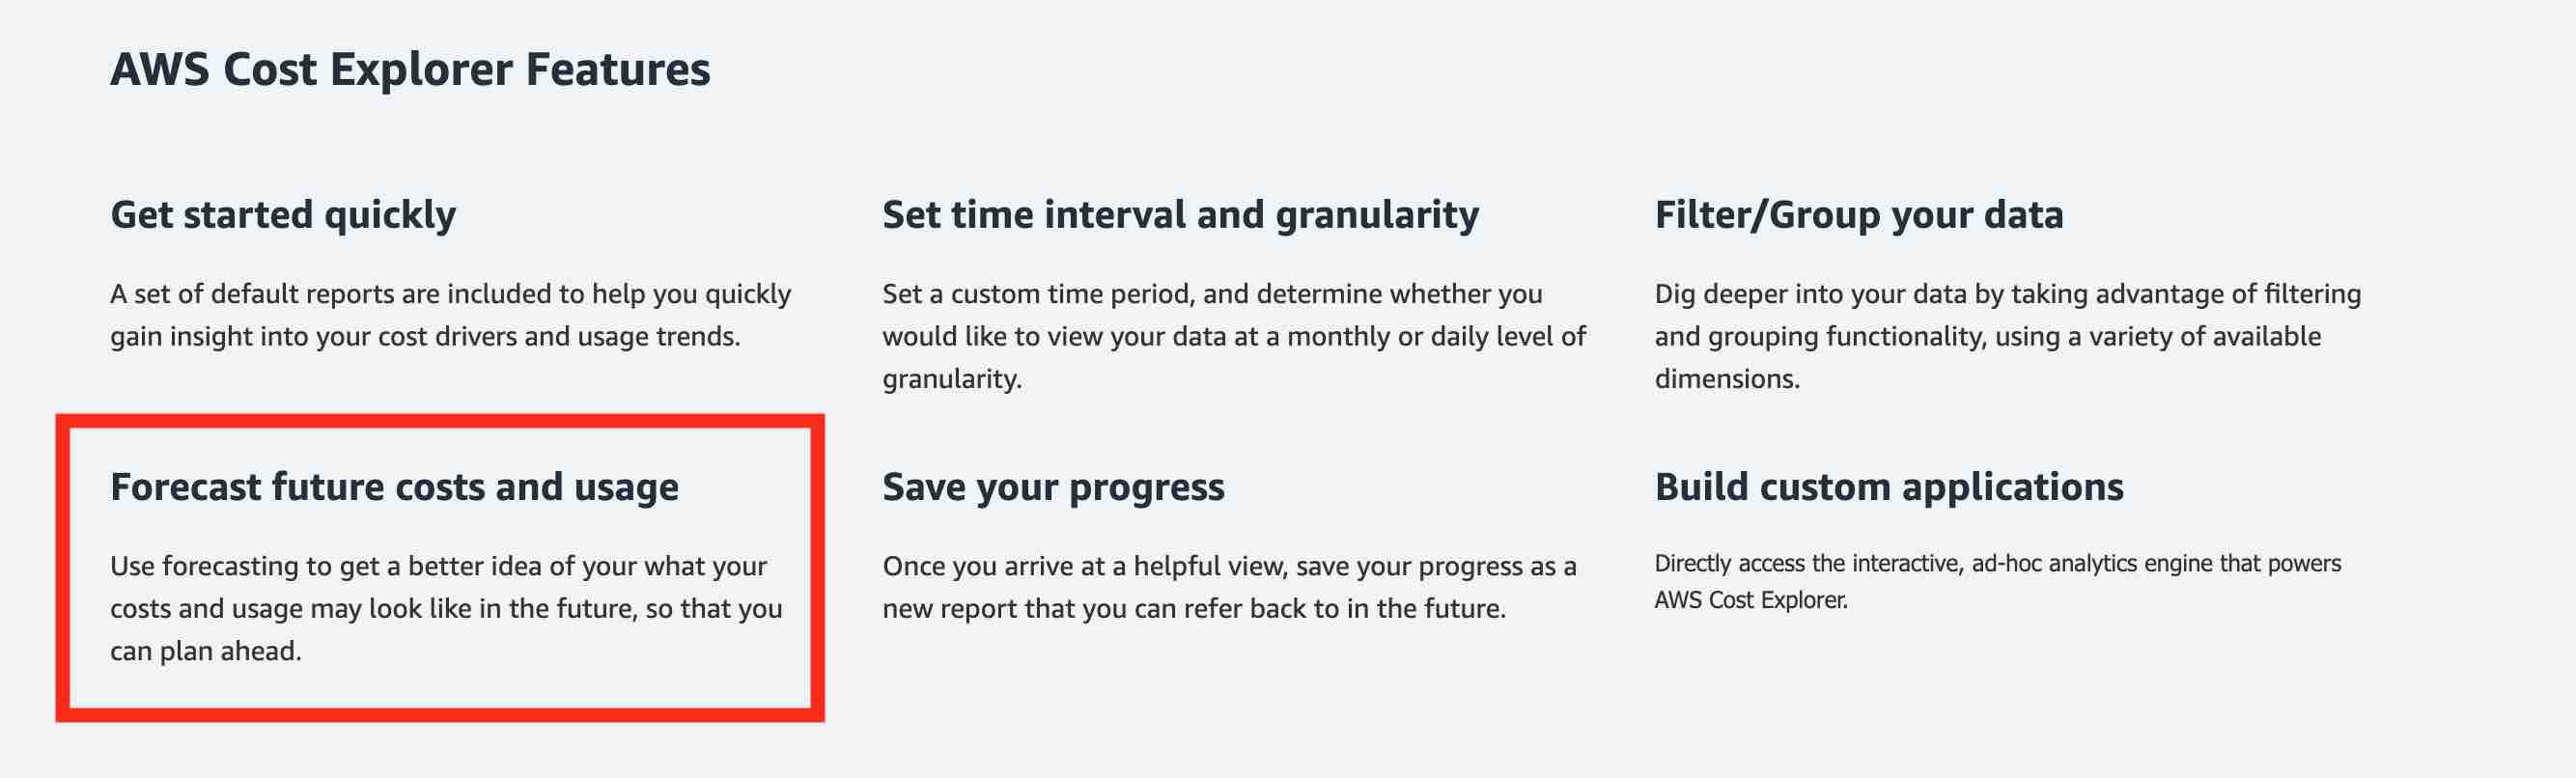 AWS Cost Explorer Features
Get started quickly
A set of default reports are included to help you quickly
gain insight into your cost drivers and usage trends.
Set time interval and granularity
Set a custom time period, and determine whether you
would like to view your data at a monthly or daily level of
granularity.
Filter/Group your data
Dig deeper into your data by taking advantage of filtering
and grouping functionality, using a variety of available
dimensions.
Forecast future costs and usage
Use forecasting to get a better idea of your what your
costs and usage may look like in the future, so that you
can plan ahead.
Save your progress
Once you arrive at a helpful view, save your progress as a
new report that you can refer back to in the future.
Build custom applications
Directly access the interactive, ad-hoc analytics engine that powers
AWS Cost Explorer.